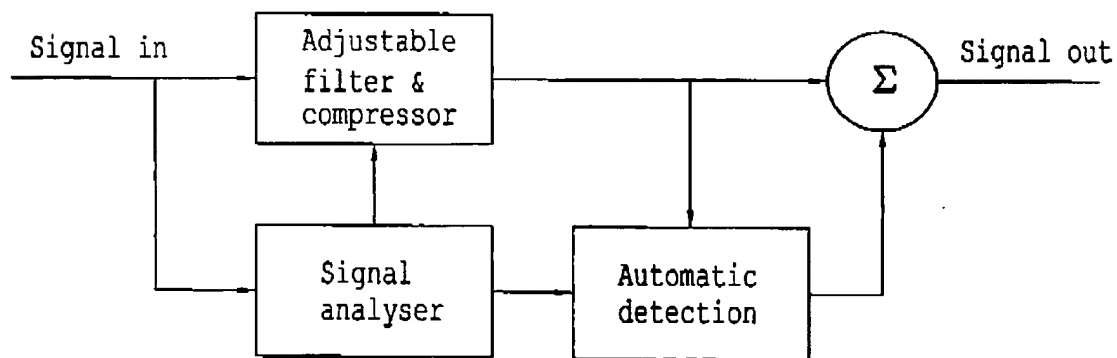 Signal in
Adjustable
filter &
compressor
Σ
Signal out
Signal
analyser
Automatic
detection